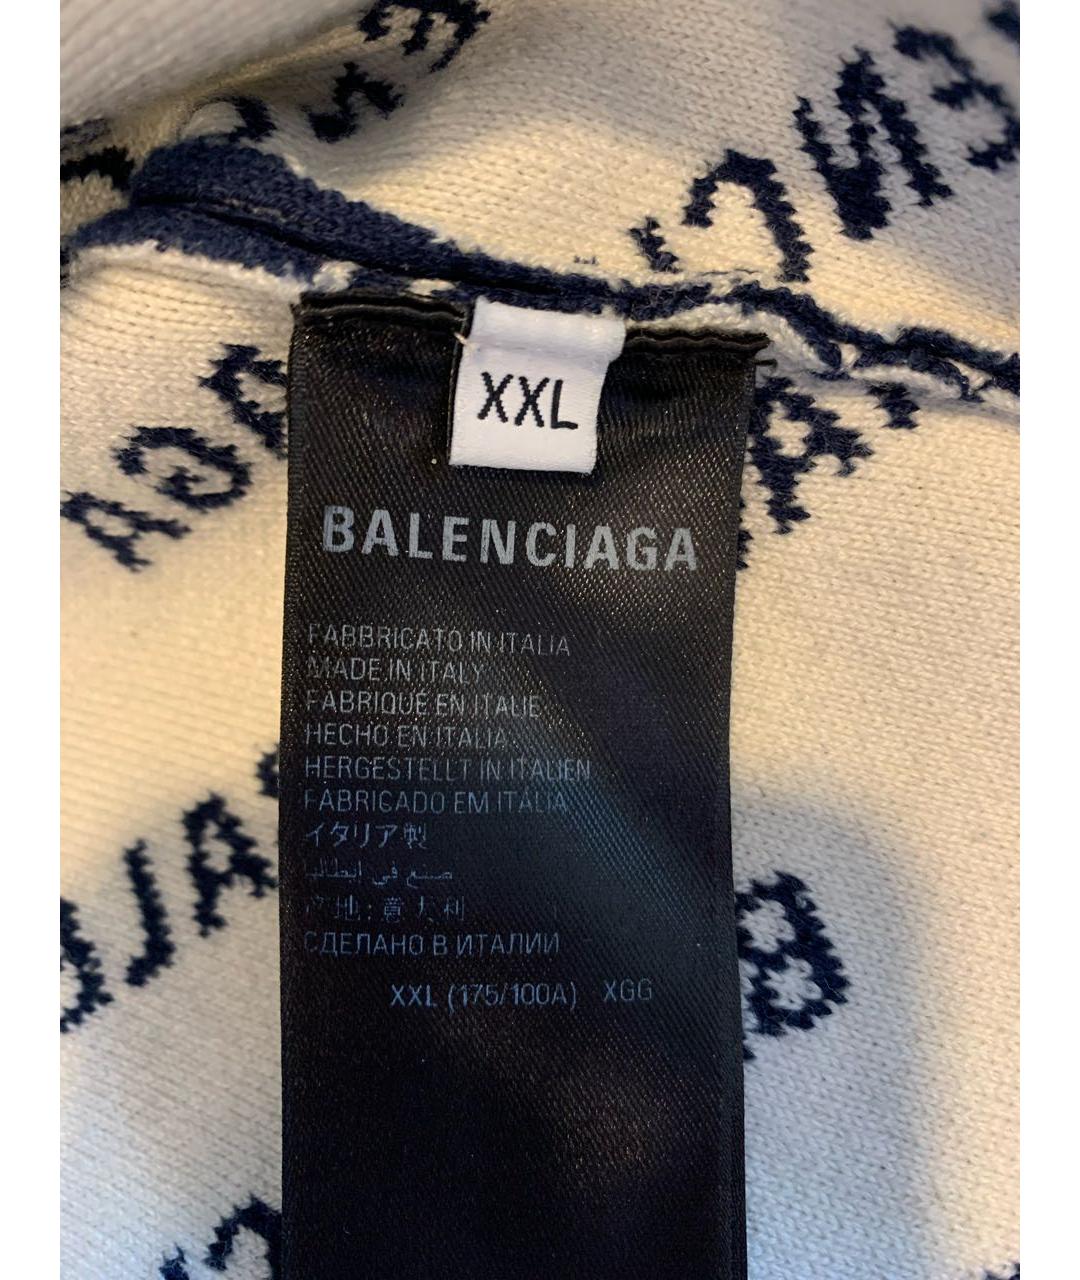 XXL
BALENCIAGA
FABBRICATO IN ITALIA
MADE IN ITALY
FABRIQUÉ EN ITALIE
HECHO EN ITALIA
HERGESTELLT IN ITALIEN
FABRICADO EM ITÁLIA
イタリア製
صنع في إيطاليا
产地:意大利
СДЕЛАНО В ИТАЛИИ
XXL (175/100A) XGG